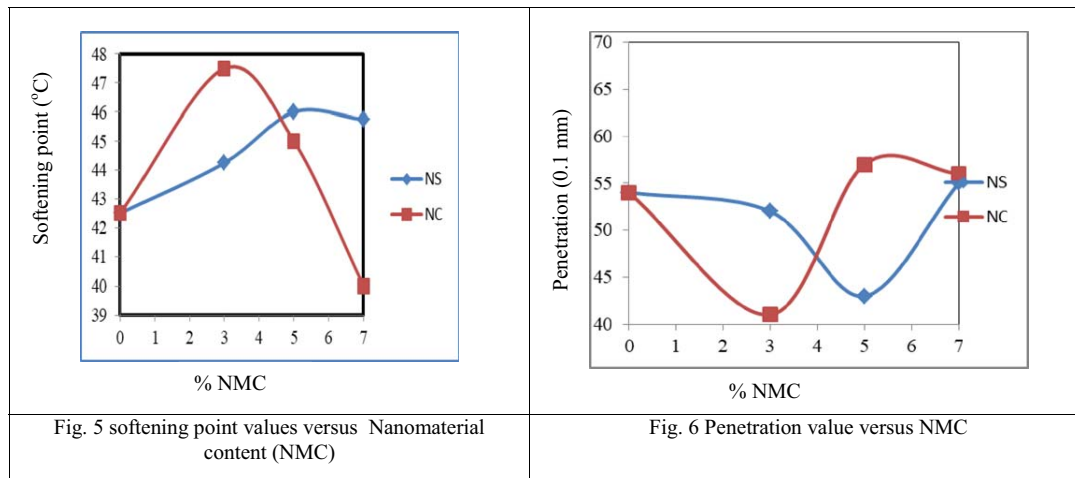 48
47
46
45
44
43
42
41
40
39
0 1 2 3 4 5 6 7
Softening point (°C)
NS
NC
% NMC
Fig. 5 softening point values versus Nanomaterial
content (NMC)
70
65
60
55
50
45
40
0 1 2 3 4 5 6 7
Penetration (0.1 mm)
NS
NC
% NMC
Fig. 6 Penetration value versus NMC